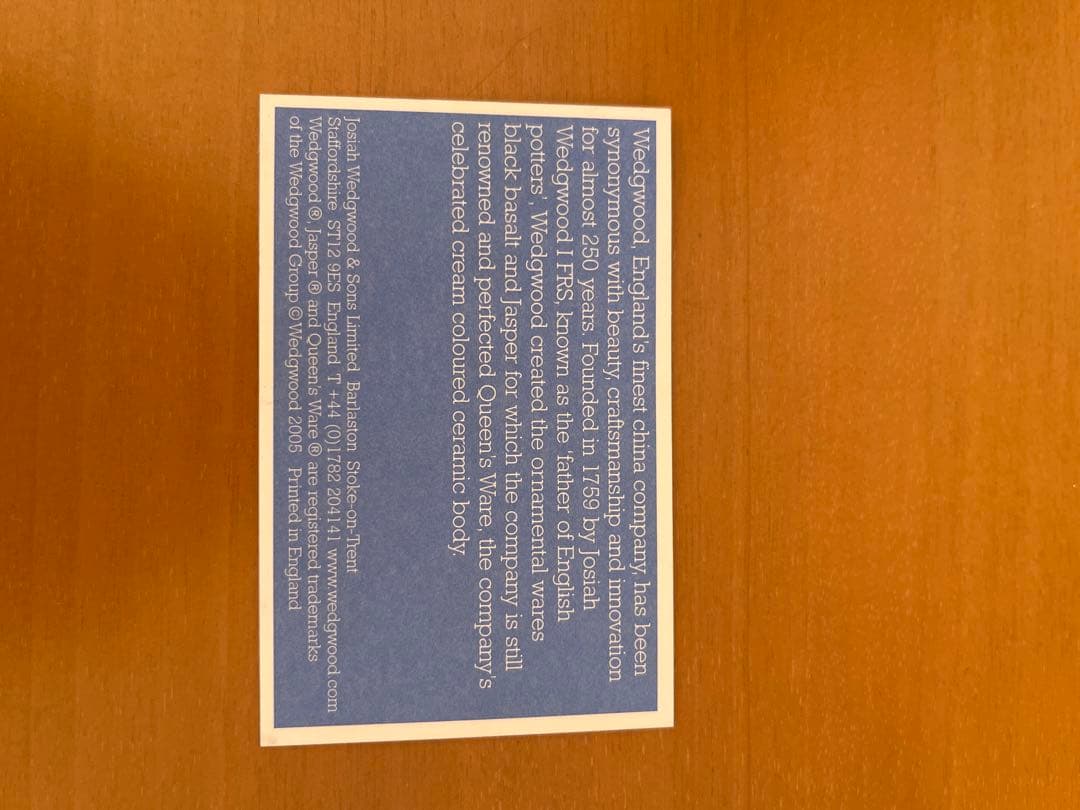 Wedgwood, England's finest china company, has been
synonymous with beauty, craftsmanship and innovation
for almost 250 years. Founded in 1759 by Josiah
Wedgwood I FRS, known as the 'father of English
potters', Wedgwood created the ornamental wares
black basalt and Jasper for which the company is still
renowned and perfected Queen's Ware, the company's
celebrated cream coloured ceramic body.
Josiah Wedgwood & Sons Limited Barlaston Stoke-on-Trent
Staffordshire ST12 9ES England T +44 (0)1782 204141 www.wedgwood.com
Wedgwood ®, Jasper ® and Queen's Ware ® are registered trademarks
of the Wedgwood Group © Wedgwood 2005 Printed in England